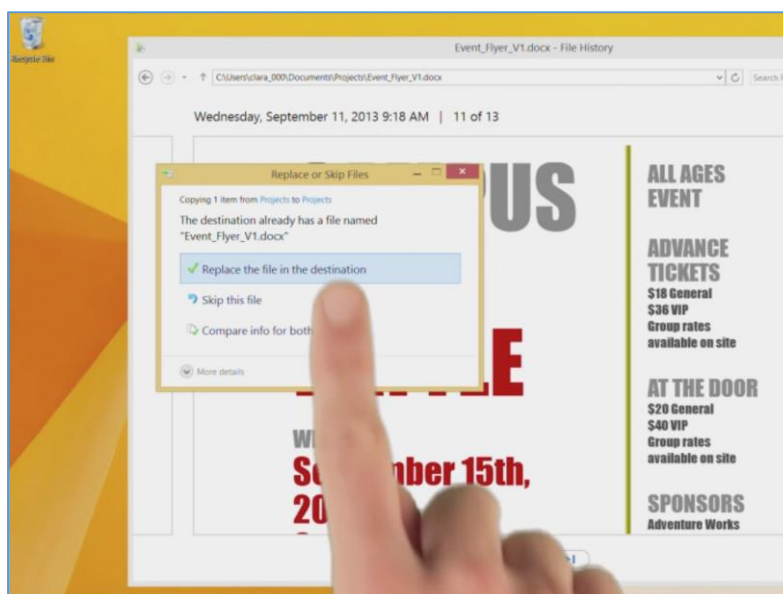 Recycle Bin
Event_Flyer_V1.docx - File History
C:\Users\clara_000\Documents\Projects\Event_Flyer_V1.docx
Search
Wednesday, September 11, 2013 9:18 AM | 11 of 13
US
Replace or Skip Files
Copying 1 item from Projects to Projects
The destination already has a file named
"Event_Flyer_V1.docx"
Replace the file in the destination
Skip this file
Compare info for both
More details
15th,
20
ALL AGES
EVENT
ADVANCE
TICKETS
$18 General
$36 VIP
Group rates
available on site
AT THE DOOR
$20 General
$40 VIP
Group rates
available on site
SPONSORS
Adventure Works